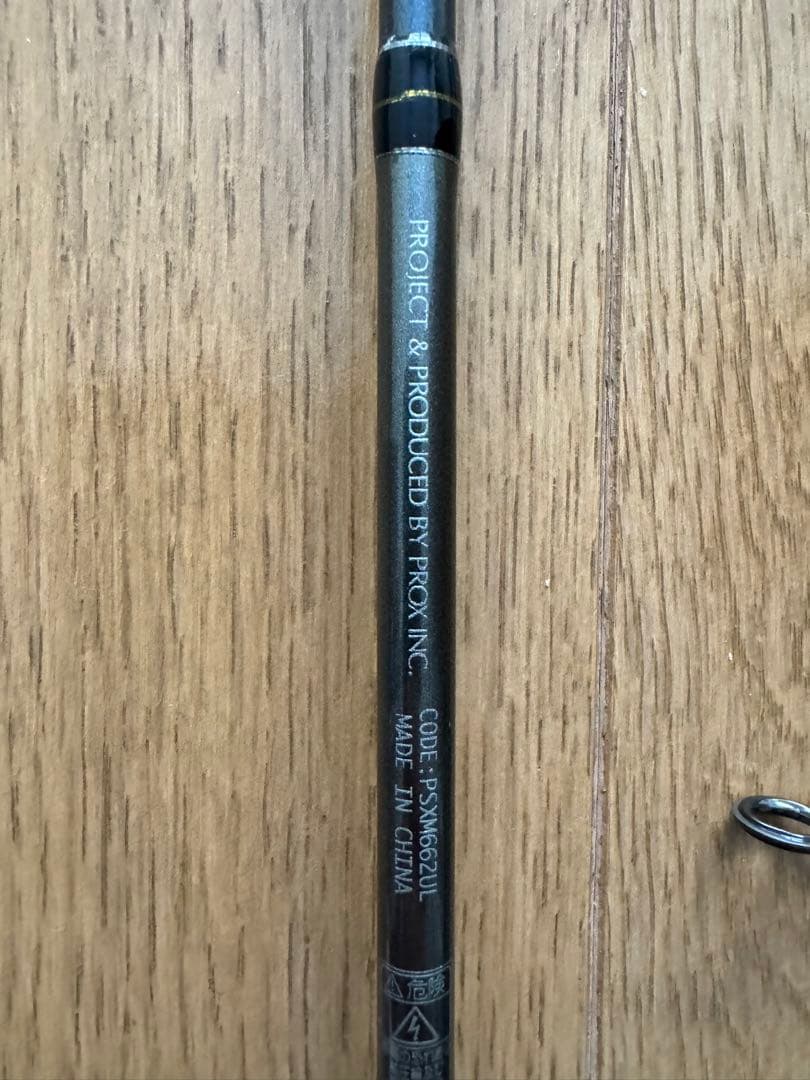 PROJECT & PRODUCED BY PROX INC.
CODE:PSXM662UL
MADE IN CHINA
危険